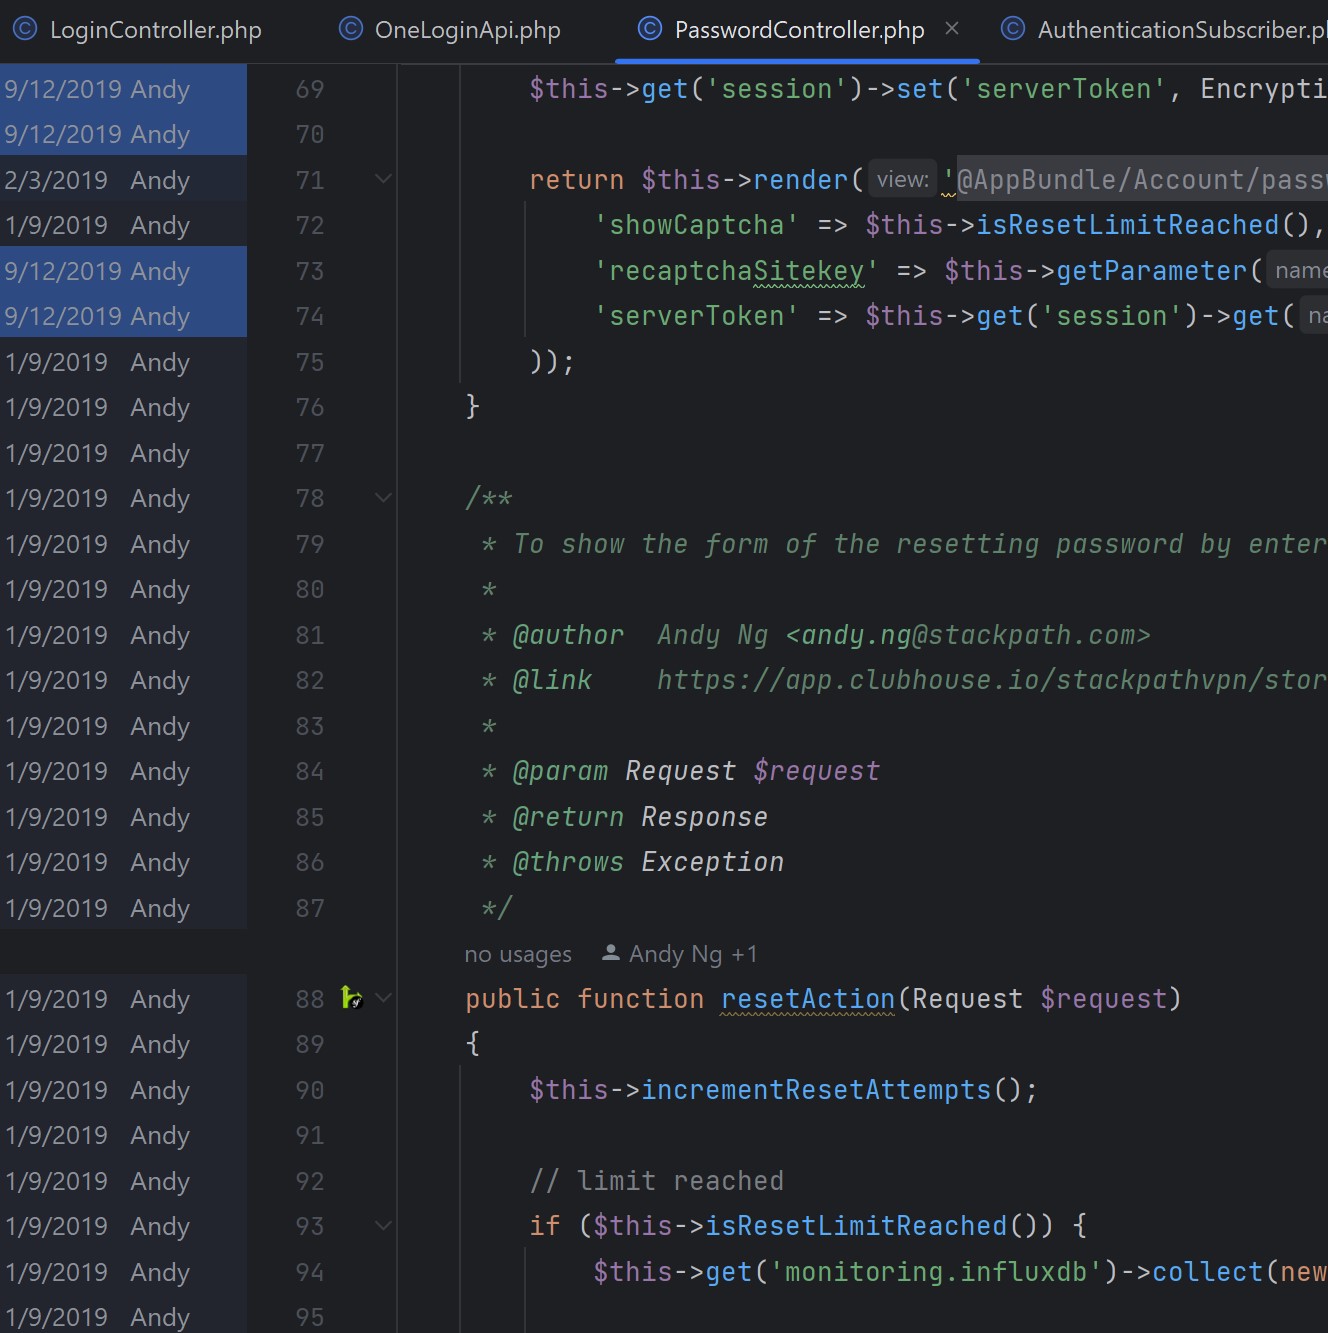 LoginController.php OneLoginApi.php PasswordController.php AuthenticationSubscriber.p
9/12/2019 Andy 69 $this->get('session')->set('serverToken', Encrypti
9/12/2019 Andy 70
2/3/2019 Andy 71 return $this->render( view: '@AppBundle/Account/passw
1/9/2019 Andy 72 'showCaptcha' => $this->isResetLimitReached(),
9/12/2019 Andy 73 'recaptchaSitekey' => $this->getParameter( name
9/12/2019 Andy 74 'serverToken' => $this->get('session')->get( na
1/9/2019 Andy 75 ));
1/9/2019 Andy 76 }
1/9/2019 Andy 77
1/9/2019 Andy 78 /**
1/9/2019 Andy 79 * To show the form of the resetting password by enter
1/9/2019 Andy 80 *
1/9/2019 Andy 81 * @author Andy Ng <andy.ng@stackpath.com>
1/9/2019 Andy 82 * @link https://app.clubhouse.io/stackpathvpn/stor
1/9/2019 Andy 83 *
1/9/2019 Andy 84 * @param Request $request
1/9/2019 Andy 85 * @return Response
1/9/2019 Andy 86 * @throws Exception
1/9/2019 Andy 87 */
no usages Andy Ng +1
1/9/2019 Andy 88 public function resetAction(Request $request)
1/9/2019 Andy 89 {
1/9/2019 Andy 90 $this->incrementResetAttempts();
1/9/2019 Andy 91
1/9/2019 Andy 92 // limit reached
1/9/2019 Andy 93 if ($this->isResetLimitReached()) {
1/9/2019 Andy 94 $this->get('monitoring.influxdb')->collect(new
1/9/2019 Andy 95